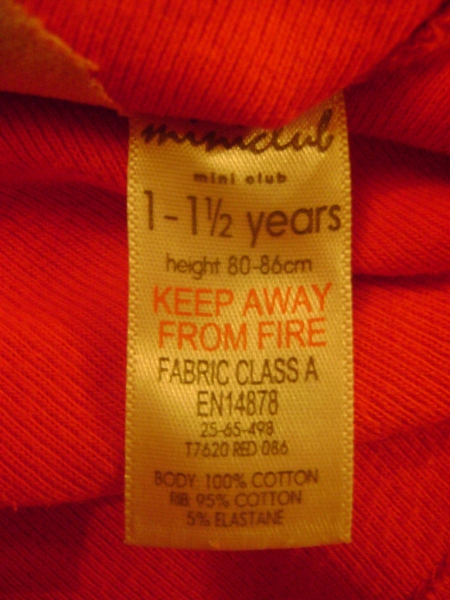 miniclub
mini club
1-1½ years
height 80-86cm
KEEP AWAY
FROM FIRE
FABRIC CLASS A
EN14878
25-65-498
T7620 RED 086
BODY: 100% COTTON
RIB: 95% COTTON
5% ELASTANE